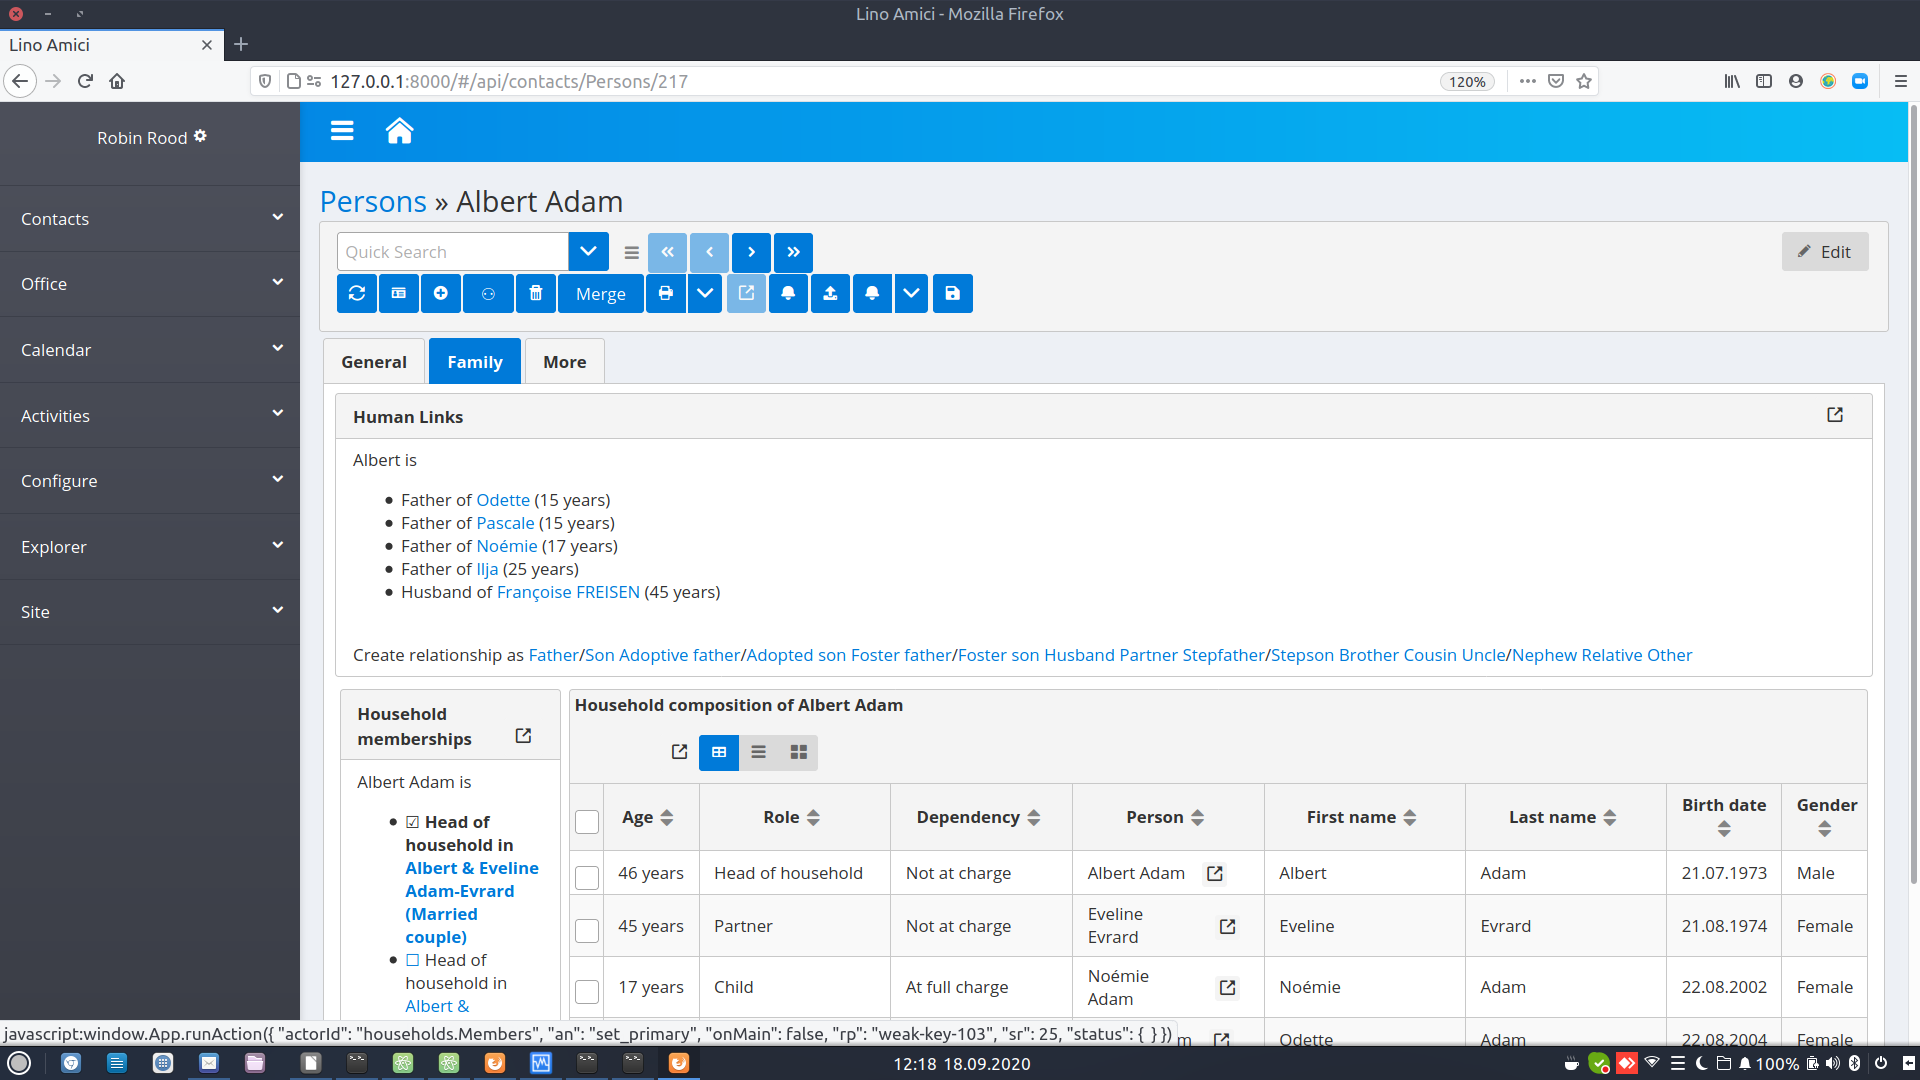 Lino Amici - Mozilla Firefox
Lino Amici
127.0.0.1:8000/#/api/contacts/Persons/217
120%
Robin Rood
Contacts
Office
Calendar
Activities
Configure
Explorer
Site
Persons » Albert Adam
Quick Search
Edit
Merge
General Family More
Human Links
Albert is
• Father of Odette (15 years)
• Father of Pascale (15 years)
• Father of Noémie (17 years)
• Father of Ilja (25 years)
• Husband of Françoise FREISEN (45 years)
Create relationship as Father/Son Adoptive father/Adopted son Foster father/Foster son Husband Partner Stepfather/Stepson Brother Cousin Uncle/Nephew Relative Other
Household
memberships
Albert Adam is
• ☑ Head of
household in
Albert & Eveline
Adam-Evrard
(Married
couple)
• ☐ Head of
household in
Albert &
Household composition of Albert Adam
Age Role Dependency Person First name Last name Birth date Gender
46 years Head of household Not at charge Albert Adam Albert Adam 21.07.1973 Male
45 years Partner Not at charge Eveline Evrard Eveline Evrard 21.08.1974 Female
17 years Child At full charge Noémie Adam Noémie Adam 22.08.2002 Female
m Odette Adam 22.08.2004 Female
javascript:window.App.runAction({ "actorId": "households.Members", "an": "set_primary", "onMain": false, "rp": "weak-key-103", "sr": 25, "status": { } })
12:18 18.09.2020
100%